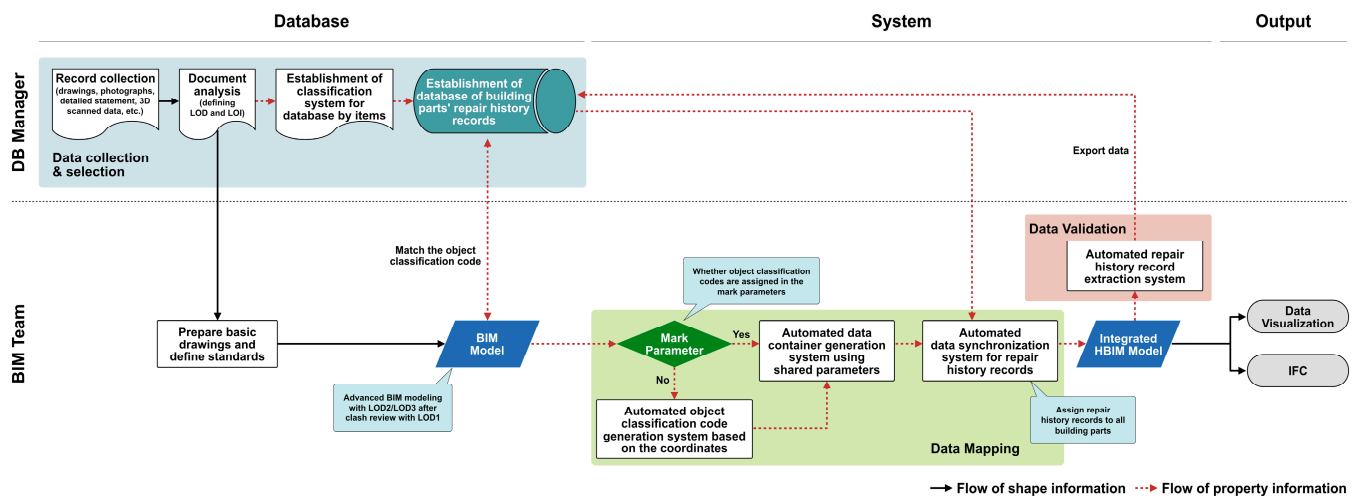 Database
System
Output
DB Manager
Record collection
(drawings, photographs,
detailed statement, 3D
scanned data, etc.)
Document
analysis
(defining
LOD and LOI)
Establishment of
classification
system for
database by items
Establishment of
database of building
parts' repair history
records
Data collection
& selection
Export data
Match the object
classification code
Data Validation
Automated repair
history record
extraction system
BIM Team
Whether object classification
codes are assigned in the
mark parameters
Prepare basic
drawings and
define standards
BIM
Model
Mark
Parameter
Yes
No
Automated data
container generation
system using
shared parameters
Automated
data synchronization
system for repair
history records
Integrated
HBIM Model
Data
Visualization
IFC
Advanced BIM modeling
with LOD2/LOD3 after
clash review with LOD1
Automated object
classification code
generation system based
on the coordinates
Assign repair
history records to all
building parts
Data Mapping
Flow of shape information
Flow of property information